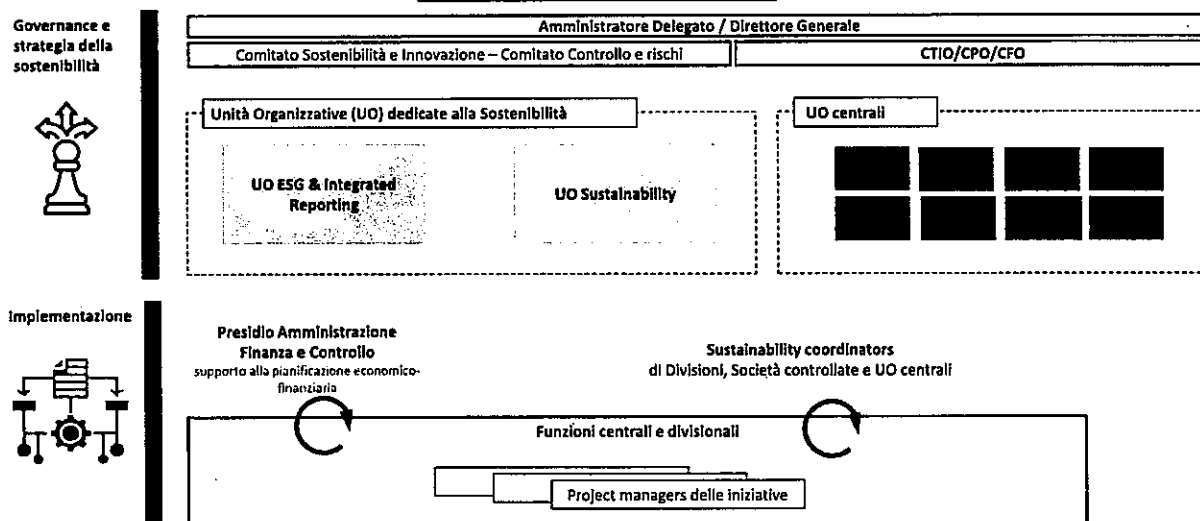 Governance e
strategia della
sostenibilità
Amministratore Delegato / Direttore Generale
Comitato Sostenibilità e Innovazione – Comitato Controllo e rischi
CTIO/CPO/CFO
Unità Organizzative (UO) dedicate alla Sostenibilità
UO centrali
UO ESG & Integrated
Reporting
UO Sustainability
Implementazione
Presidio Amministrazione
Finanza e Controllo
supporto alla pianificazione economico-
finanziaria
Sustainability coordinators
di Divisioni, Società controllate e UO centrali
Funzioni centrali e divisionali
Project managers delle iniziative